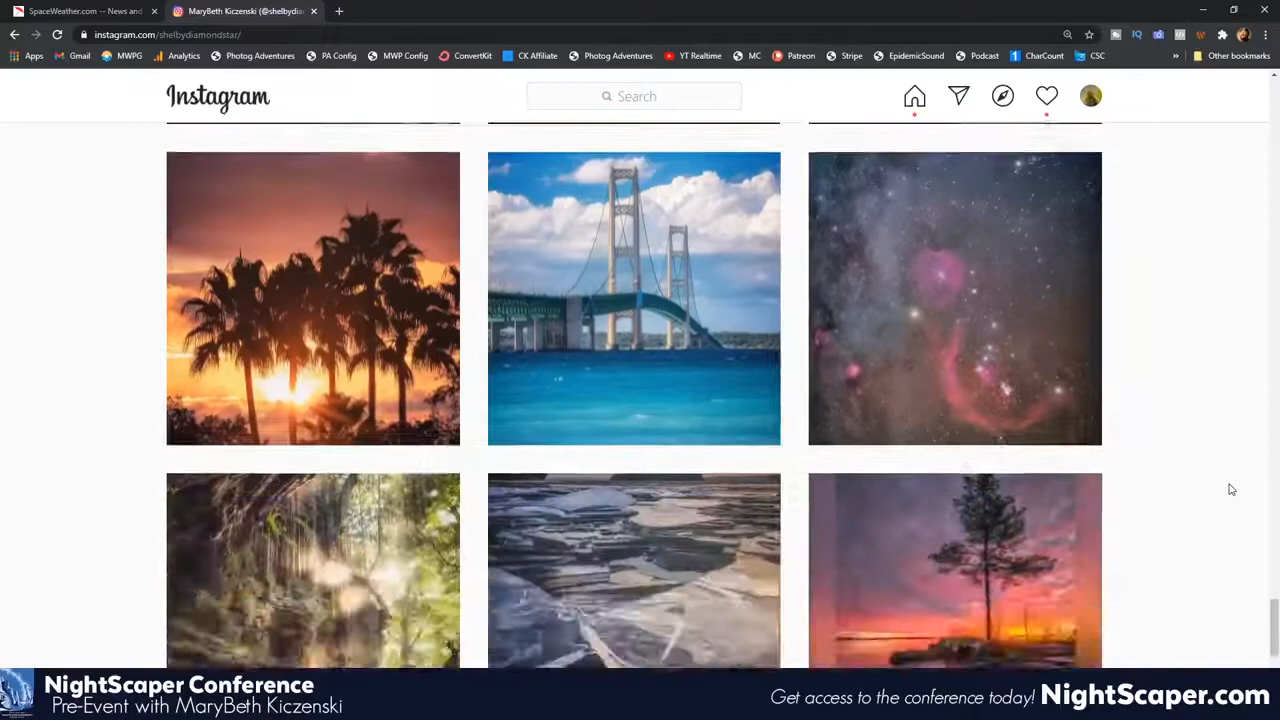 SpaceWeather.com -- News and
MaryBeth Kiczenski (@shelbydia
instagram.com/shelbydiamondstar/
Apps
Gmail
MWPG
Photog Adventures
PA Config
MWP Config
ConvertKit
CK Affiliate
Photog Adventures
YT Realtime
MC
Patreon
Stripe
EpidemicSound
Podcast
CharCount
CSC
»
Other bookmarks
Instagram
Search
NightScaper Conference
Pre-Event with MaryBeth Kiczenski
Get access to the conference today! NightScaper.com